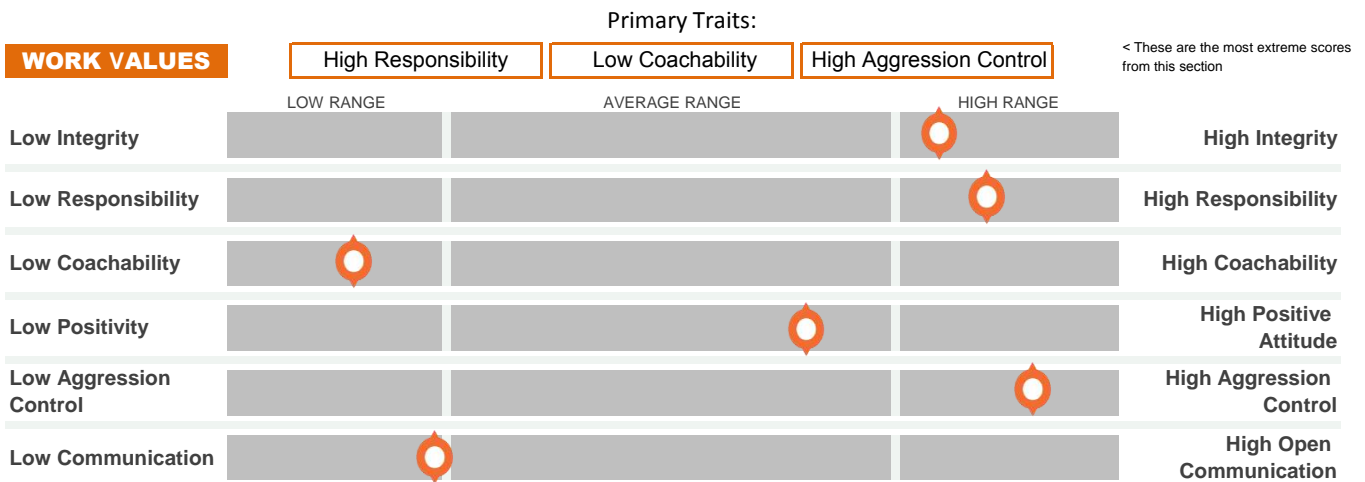 Primary Traits:
WORK VALUES
High Responsibility
Low Coachability
High Aggression Control
< These are the most extreme scores
from this section
LOW RANGE
AVERAGE RANGE
HIGH RANGE
Low Integrity
High Integrity
Low Responsibility
High Responsibility
Low Coachability
High Coachability
Low Positivity
High Positive
Attitude
Low Aggression
Control
High Aggression
Control
Low Communication
High Open
Communication